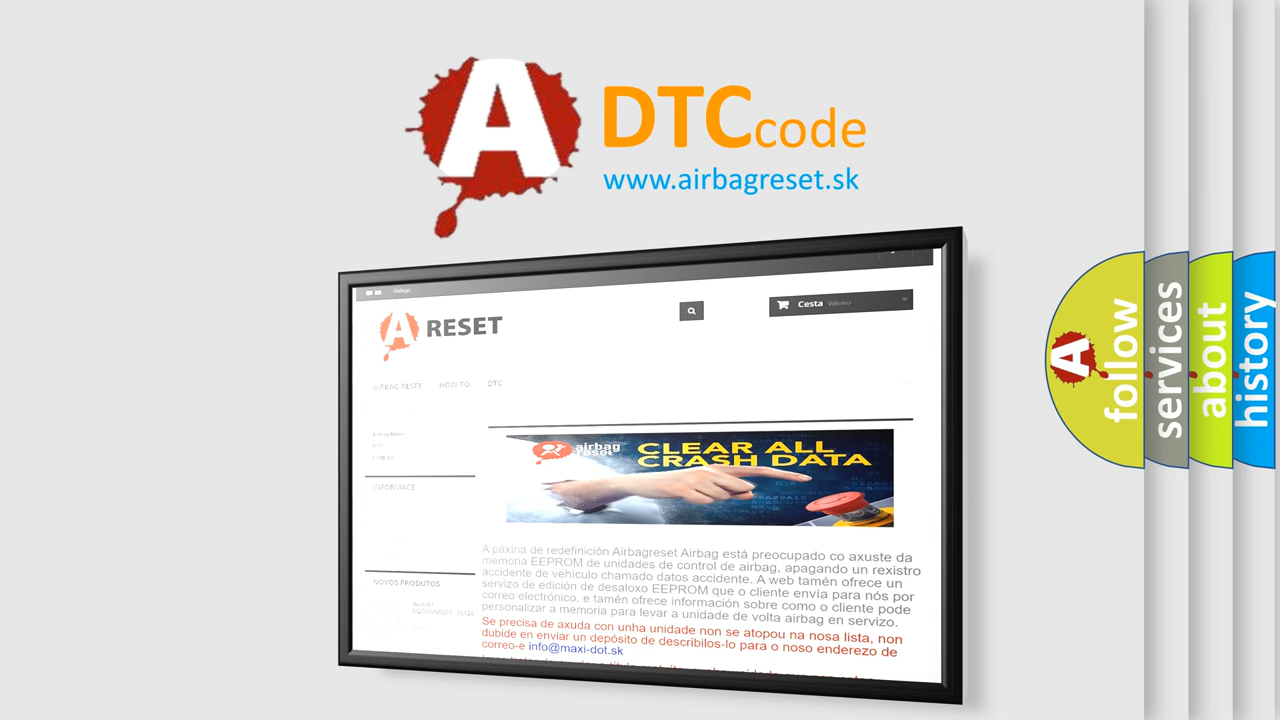 A
DTCcode
www.airbagreset.sk
Galego
A RESET
Cesta Valeiro
AIRBAG RESET HOW TO DTC
INFORMACE
airbag
reset
CLEAR ALL
CRASH DATA
NOVOS PRODUTOS
A páxina de redefinición Airbagreset Airbag está preocupado co axuste da
memoria EEPROM de unidades de control de airbag, apagando un rexistro
accidente de vehículo chamado datos accidente. A web tamén ofrece un
servizo de edición de desaloxo EEPROM que o cliente envía para nós por
correo electrónico, e tamén ofrece información sobre como o cliente pode
personalizar a memoria para levar a unidade de volta airbag en servizo.
Se precisa de axuda con unha unidade non se atopou na nosa lista, non
dubide en enviar un depósito de describilos-lo para o noso enderezo de
correo-e info@maxi-dot.sk
A
follow
services
about
history